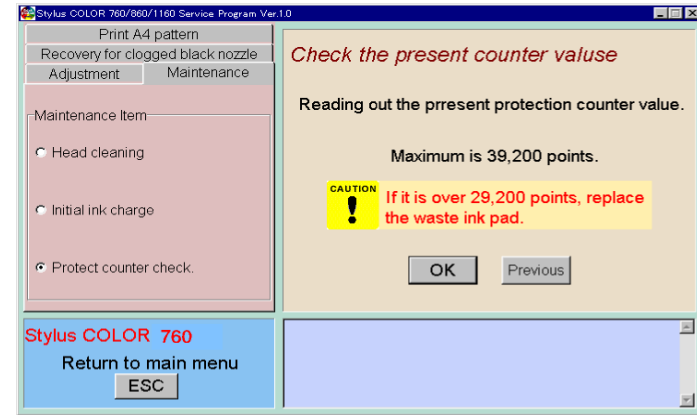 Stylus COLOR 760/860/1160 Service Program Ver.1.0
Print A4 pattern
Recovery for clogged black nozzle
Adjustment
Maintenance
Maintenance Item
Head cleaning
Initial ink charge
Protect counter check.
Check the present counter valuse
Reading out the prresent protection counter value.
Maximum is 39,200 points.
CAUTION
If it is over 29,200 points, replace
the waste ink pad.
OK
Previous
Stylus COLOR 760
Return to main menu
ESC